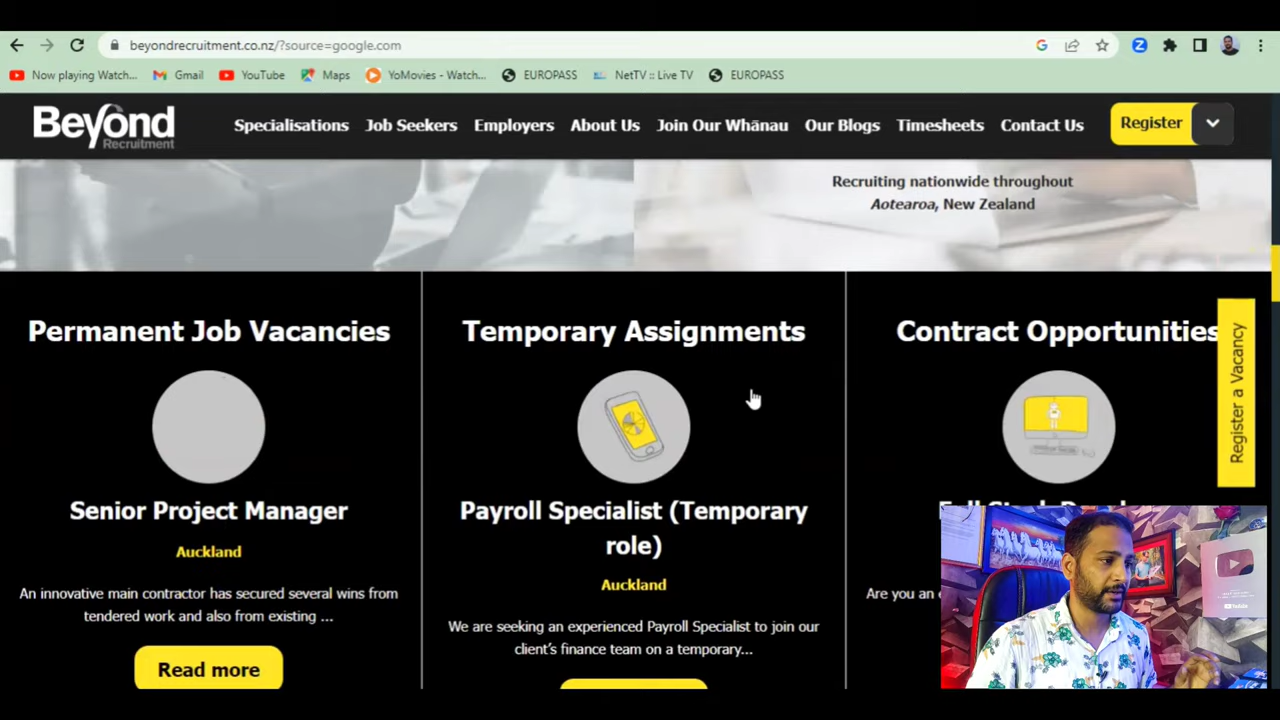 beyondrecruitment.co.nz/?source=google.com
Now playing Watch...
Gmail
YouTube
Maps
YoMovies - Watch...
EUROPASS
NetTV :: Live TV
EUROPASS
Beyond
Recruitment
Specialisations
Job Seekers
Employers
About Us
Join Our Whānau
Our Blogs
Timesheets
Contact Us
Register
Recruiting nationwide throughout
Aotearoa, New Zealand
Permanent Job Vacancies
Senior Project Manager
Auckland
An innovative main contractor has secured several wins from
tendered work and also from existing ...
Read more
Temporary Assignments
Payroll Specialist (Temporary
role)
Auckland
We are seeking an experienced Payroll Specialist to join our
client's finance team on a temporary...
Contract Opportunities
Are you an
Register a Vacancy
YouTube